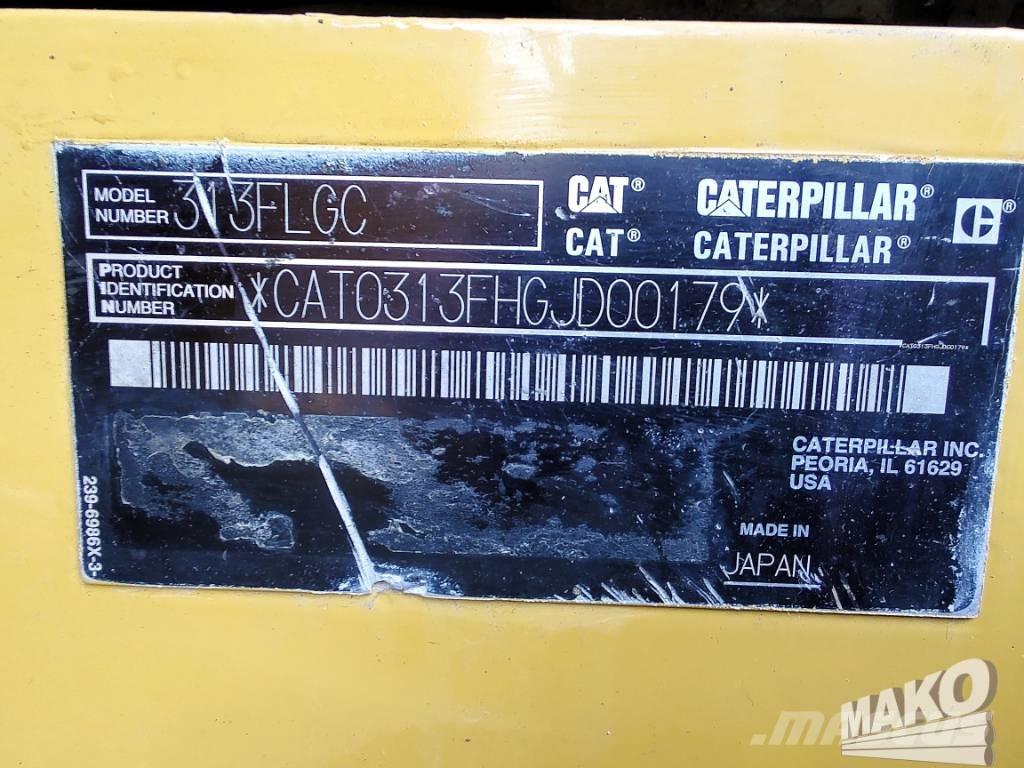 MODEL NUMBER 313FLGC
CAT® CATERPILLAR®
CAT® CATERPILLAR®
PRODUCT
IDENTIFICATION
NUMBER
*CAT0313FHGJD00179*
*CAT0313FHGJD00179*
CATERPILLAR INC.
PEORIA, IL 61629
USA
MADE IN
JAPAN
239-6986X-3
MAKO